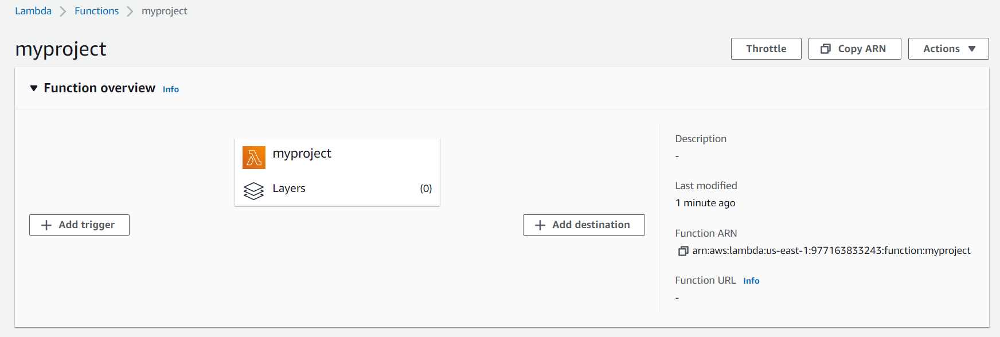 Lambda Functions myproject
myproject
Throttle Copy ARN Actions
Function overview Info
myproject
Layers (0)
Add trigger
Add destination
Description
-
Last modified
1 minute ago
Function ARN
arn:aws:lambda:us-east-1:977163833243:function:myproject
Function URL Info
-